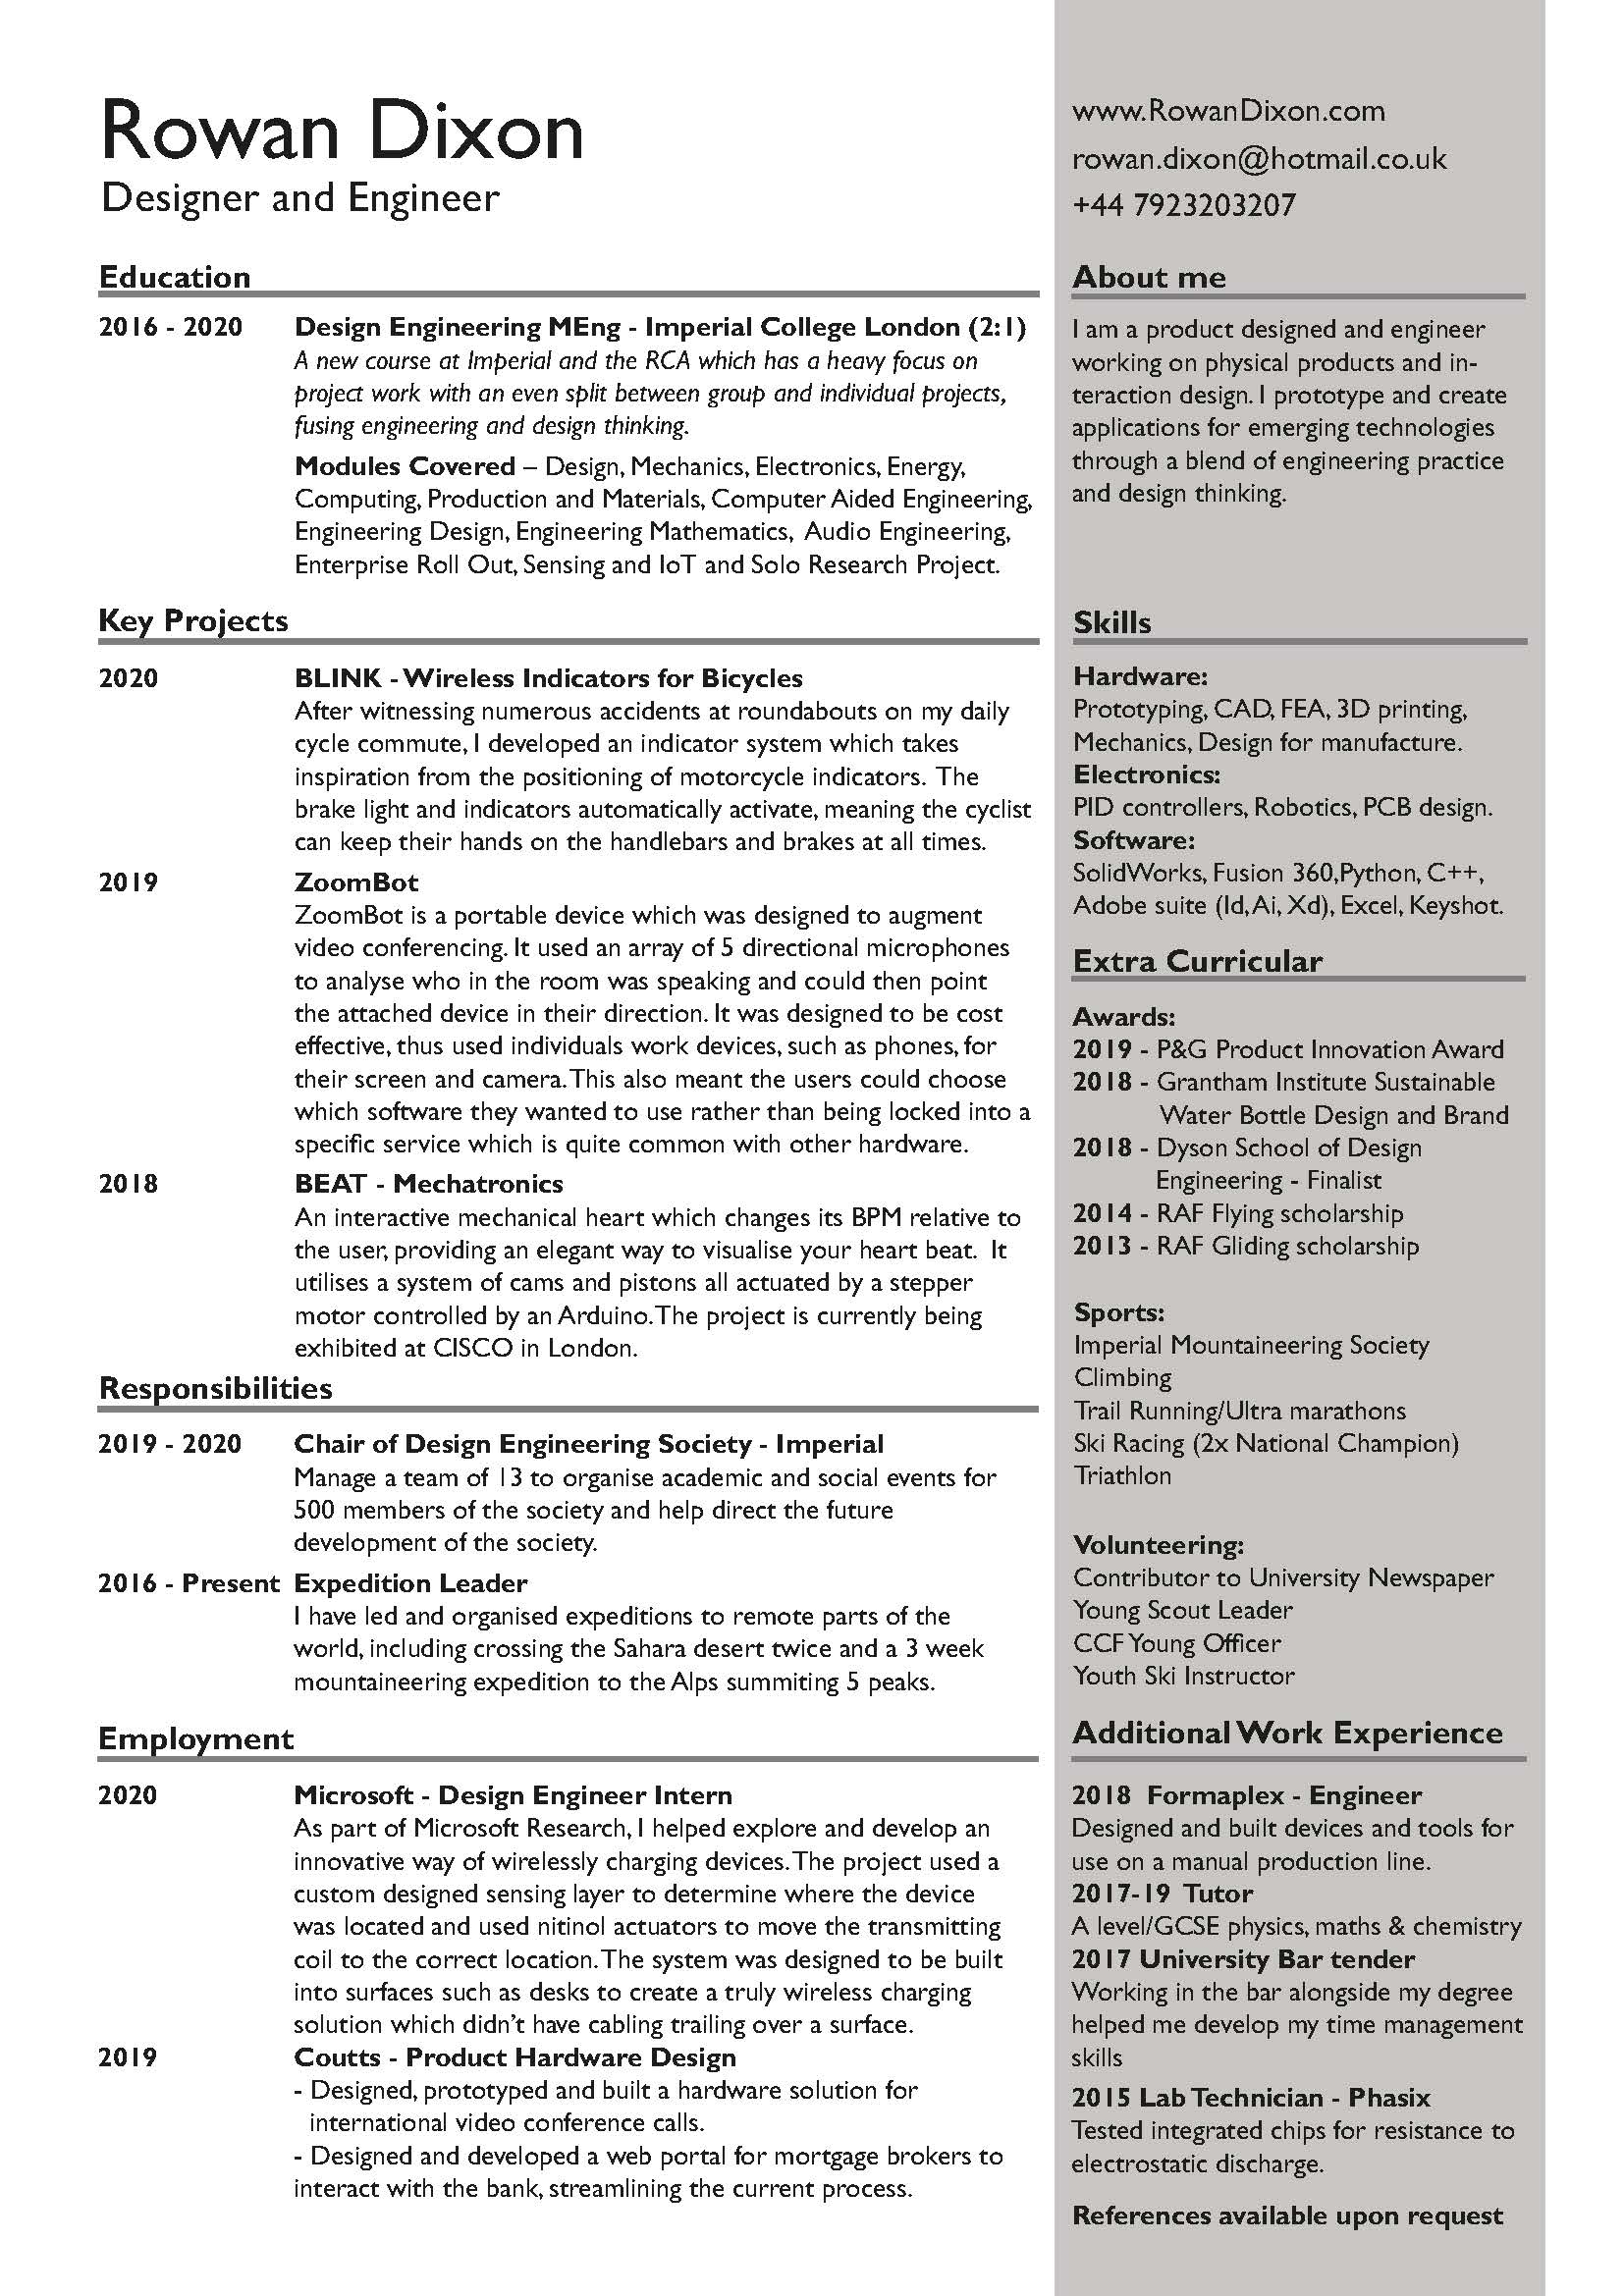 Rowan Dixon
Designer and Engineer
Education
2016 - 2020 Design Engineering MEng - Imperial College London (2:1)
A new course at Imperial and the RCA which has a heavy focus on
project work with an even split between group and individual projects,
fusing engineering and design thinking.
Modules Covered – Design, Mechanics, Electronics, Energy,
Computing, Production and Materials, Computer Aided Engineering,
Engineering Design, Engineering Mathematics, Audio Engineering,
Enterprise Roll Out, Sensing and IoT and Solo Research Project.
Key Projects
2020 BLINK - Wireless Indicators for Bicycles
After witnessing numerous accidents at roundabouts on my daily
cycle commute, I developed an indicator system which takes
inspiration from the positioning of motorcycle indicators. The
brake light and indicators automatically activate, meaning the cyclist
can keep their hands on the handlebars and brakes at all times.
2019 ZoomBot
ZoomBot is a portable device which was designed to augment
video conferencing. It used an array of 5 directional microphones
to analyse who in the room was speaking and could then point
the attached device in their direction. It was designed to be cost
effective, thus used individuals work devices, such as phones, for
their screen and camera. This also meant the users could choose
which software they wanted to use rather than being locked into a
specific service which is quite common with other hardware.
2018 BEAT - Mechatronics
An interactive mechanical heart which changes its BPM relative to
the user, providing an elegant way to visualise your heart beat. It
utilises a system of cams and pistons all actuated by a stepper
motor controlled by an Arduino. The project is currently being
exhibited at CISCO in London.
Responsibilities
2019 - 2020 Chair of Design Engineering Society - Imperial
Manage a team of 13 to organise academic and social events for
500 members of the society and help direct the future
development of the society.
2016 - Present Expedition Leader
I have led and organised expeditions to remote parts of the
world, including crossing the Sahara desert twice and a 3 week
mountaineering expedition to the Alps summiting 5 peaks.
Employment
2020 Microsoft - Design Engineer Intern
As part of Microsoft Research, I helped explore and develop an
innovative way of wirelessly charging devices. The project used a
custom designed sensing layer to determine where the device
was located and used nitinol actuators to move the transmitting
coil to the correct location. The system was designed to be built
into surfaces such as desks to create a truly wireless charging
solution which didn't have cabling trailing over a surface.
2019 Coutts - Product Hardware Design
- Designed, prototyped and built a hardware solution for
international video conference calls.
- Designed and developed a web portal for mortgage brokers to
interact with the bank, streamlining the current process.
www.RowanDixon.com
rowan.dixon@hotmail.co.uk
+44 7923203207
About me
I am a product designed and engineer
working on physical products and in-
teraction design. I prototype and create
applications for emerging technologies
through a blend of engineering practice
and design thinking.
Skills
Hardware:
Prototyping, CAD, FEA, 3D printing,
Mechanics, Design for manufacture.
Electronics:
PID controllers, Robotics, PCB design.
Software:
SolidWorks, Fusion 360,Python, C++,
Adobe suite (Id, Ai, Xd), Excel, Keyshot.
Extra Curricular
Awards:
2019 - P&G Product Innovation Award
2018 - Grantham Institute Sustainable
Water Bottle Design and Brand
2018 - Dyson School of Design
Engineering - Finalist
2014 - RAF Flying scholarship
2013 - RAF Gliding scholarship
Sports:
Imperial Mountaineering Society
Climbing
Trail Running/Ultra marathons
Ski Racing (2x National Champion)
Triathlon
Volunteering:
Contributor to University Newspaper
Young Scout Leader
CCF Young Officer
Youth Ski Instructor
Additional Work Experience
2018 Formaplex - Engineer
Designed and built devices and tools for
use on a manual production line.
2017-19 Tutor
A level/GCSE physics, maths & chemistry
2017 University Bar tender
Working in the bar alongside my degree
helped me develop my time management
skills
2015 Lab Technician - Phasix
Tested integrated chips for resistance to
electrostatic discharge.
References available upon request